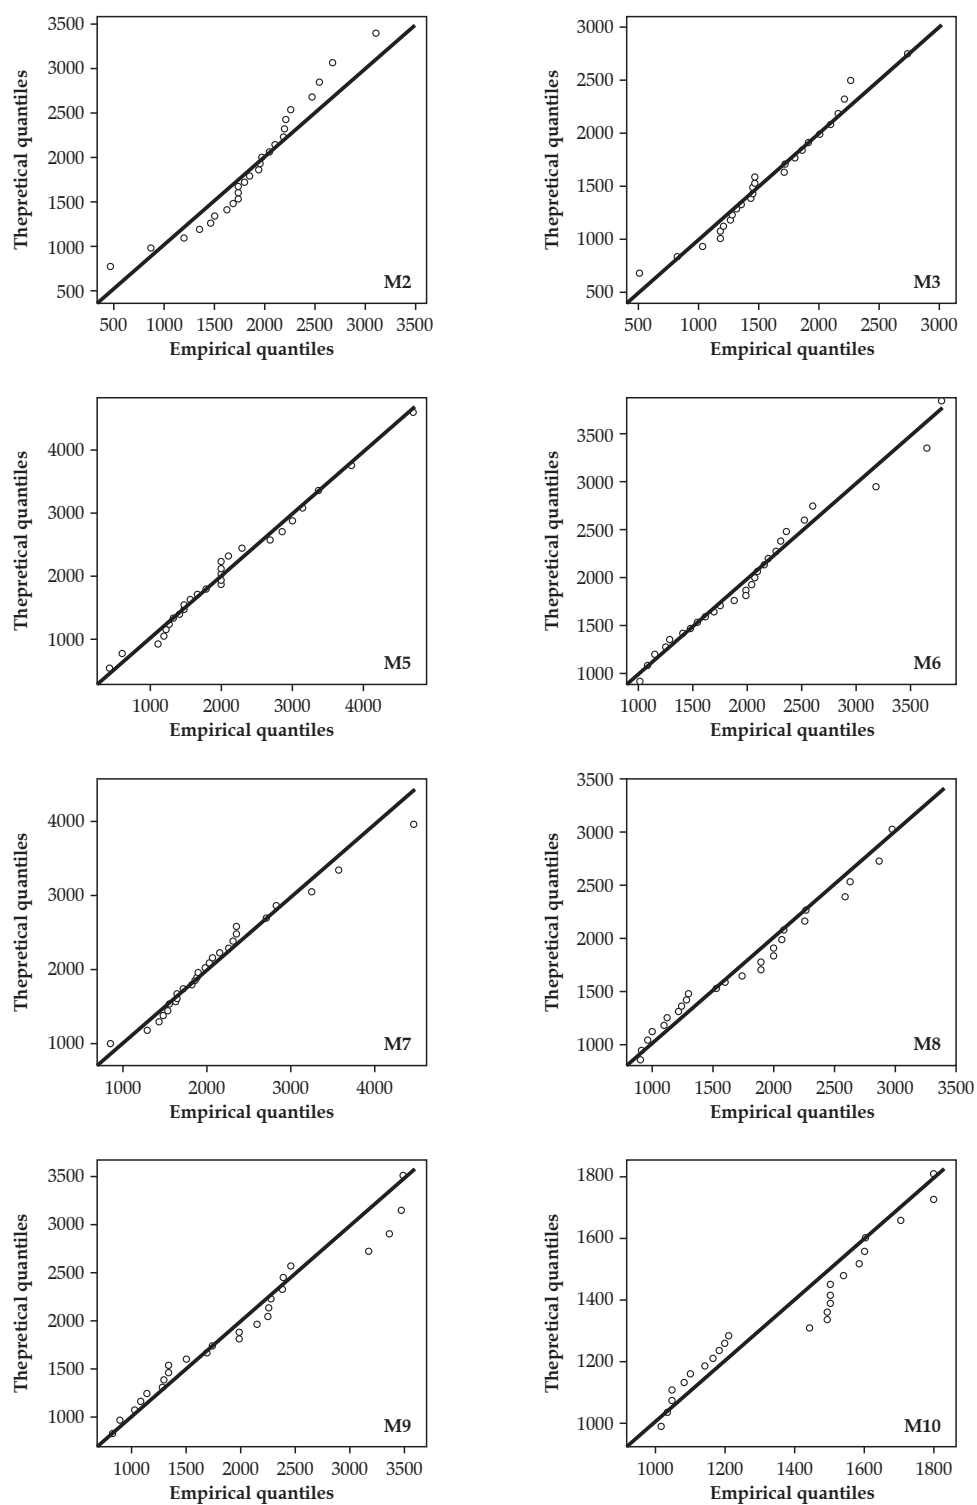 3500
3000
2500
2000
1500
1000
500
Thepretical quantiles
M2
500 1000 1500 2000 2500 3000 3500
Empirical quantiles
3000
2500
2000
1500
1000
500
Thepretical quantiles
M3
500 1000 1500 2000 2500 3000
Empirical quantiles
4000
3000
2000
1000
Thepretical quantiles
M5
1000 2000 3000 4000
Empirical quantiles
3500
3000
2500
2000
1500
1000
Thepretical quantiles
M6
1000 1500 2000 2500 3000 3500
Empirical quantiles
4000
3000
2000
1000
Thepretical quantiles
M7
1000 2000 3000 4000
Empirical quantiles
3500
3000
2500
2000
1500
1000
Thepretical quantiles
M8
1000 1500 2000 2500 3000 3500
Empirical quantiles
3500
3000
2500
2000
1500
1000
Thepretical quantiles
M9
1000 1500 2000 2500 3000 3500
Empirical quantiles
1800
1600
1400
1200
1000
Thepretical quantiles
M10
1000 1200 1400 1600 1800
Empirical quantiles